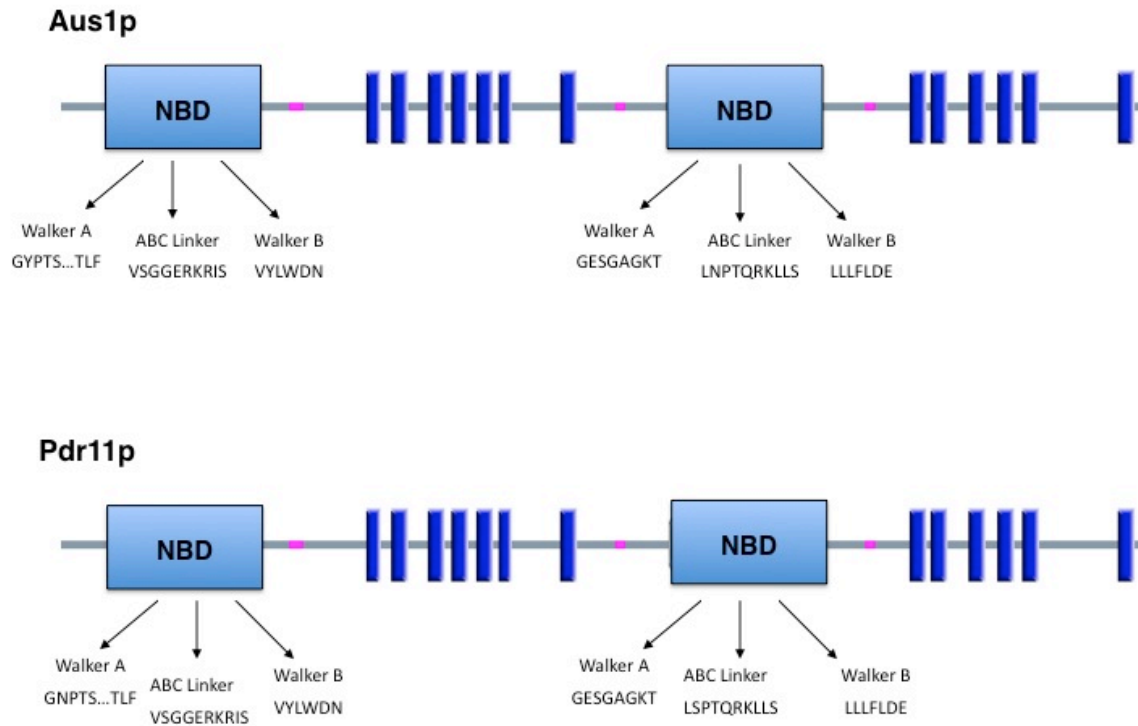 Aus1p
NBD
NBD
Walker A
GYPTS...TLF
ABC Linker
VSGGERKRIS
Walker B
VYLWDN
Walker A
GESGAGKT
ABC Linker
LNPTQRKLLS
Walker B
LLLFLDE
Pdr11p
NBD
NBD
Walker A
GNPTS...TLF
ABC Linker
VSGGERKRIS
Walker B
VYLWDN
Walker A
GESGAGKT
ABC Linker
LSPTQRKLLS
Walker B
LLLFLDE